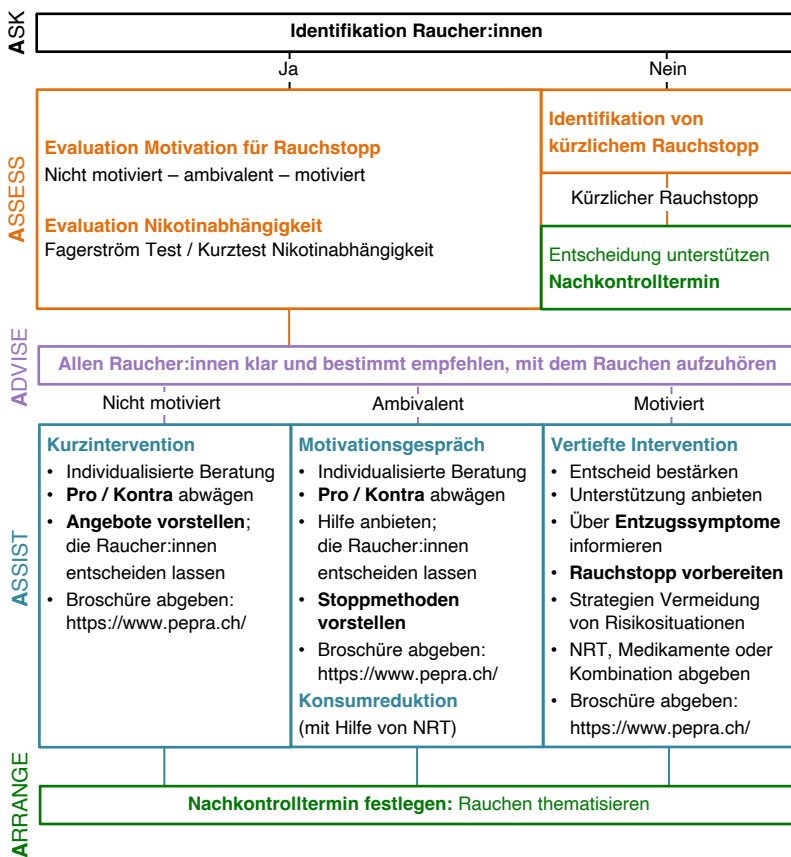 ASK
Identifikation Raucher:innen
Ja
Nein
ASSESS
Evaluation Motivation für Rauchstopp
Nicht motiviert – ambivalent – motiviert
Evaluation Nikotinabhängigkeit
Fagerström Test / Kurztest Nikotinabhängigkeit
Identifikation von
kürzlichem Rauchstopp
Kürzlicher Rauchstopp
Entscheidung unterstützen
Nachkontrolltermin
ADVISE
Allen Raucher:innen klar und bestimmt empfehlen, mit dem Rauchen aufzuhören
Nicht motiviert
Ambivalent
Motiviert
ASSIST
Kurzintervention
• Individualisierte Beratung
• Pro / Kontra abwägen
• Angebote vorstellen;
die Raucher:innen
entscheiden lassen
• Broschüre abgeben:
https://www.pepra.ch/
Motivationsgespräch
• Individualisierte Beratung
• Pro / Kontra abwägen
• Hilfe anbieten;
die Raucher:innen
entscheiden lassen
• Stoppmethoden
vorstellen
• Broschüre abgeben:
https://www.pepra.ch/
Konsumreduktion
(mit Hilfe von NRT)
Vertiefte Intervention
• Entscheid bestärken
• Unterstützung anbieten
• Über Entzugssymptome
informieren
• Rauchstopp vorbereiten
• Strategien Vermeidung
von Risikosituationen
• NRT, Medikamente oder
Kombination abgeben
• Broschüre abgeben:
https://www.pepra.ch/
ARRANGE
Nachkontrolltermin festlegen: Rauchen thematisieren